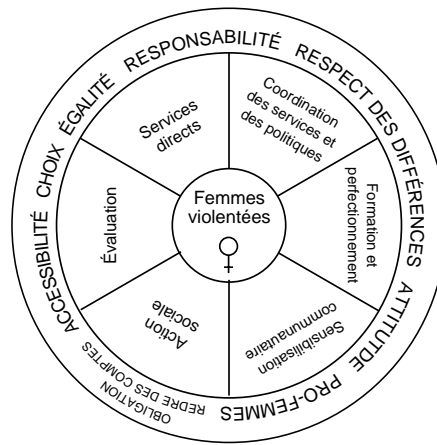 ACCESSIBILITÉ CHOIX ÉGALITÉ RESPONSABILITÉ RESPECT DES DIFFÉRENCES ATTITUTDE PRO-FEMMES
OBLIGATION
REDRE DES COMPTES
Services
directs
Coordination
des services et
des politiques
Formation et
perfectionnement
Sensibilisation
communautaire
Action
sociale
Évaluation
Femmes
violentées